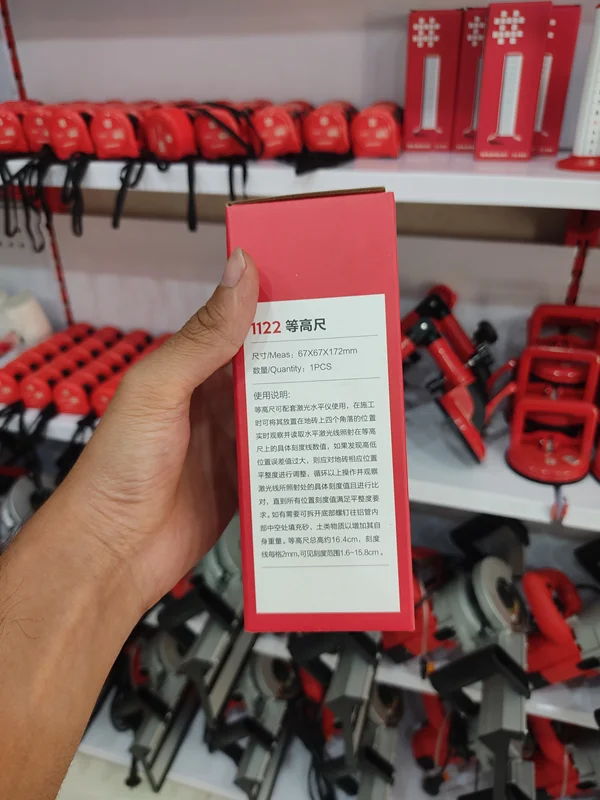 1122 等高尺
尺寸/Meas：67X67X172mm
数量/Quantity：1PCS
使用说明:
等高尺可配套激光水平仪使用，在施工
时可将其放置在地砖上四个角落的位置
实时观察并读取水平激光线照射在等高
尺上的具体刻度线数值，如果发现高低
位置误差值过大，则应对地砖相应位置
平整度进行调整，循环以上操作并观察
激光线所照射处的具体刻度值且进行比
对，直到所有位置刻度值满足平整度要
求。如有需要可拆开底部螺钉往铝管内
部中空处填充砂、土类物质以增加其自
身重量。等高尺总高约16.4cm，刻度
线每格2mm,可见刻度范围1.6~15.8cm。